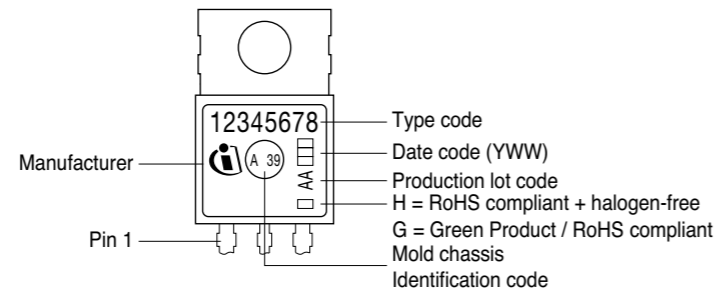 12345678
A 39
AA
Manufacturer
Pin 1
Type code
Date code (YWW)
Production lot code
H = RoHS compliant + halogen-free
G = Green Product / RoHS compliant
Mold chassis
Identification code